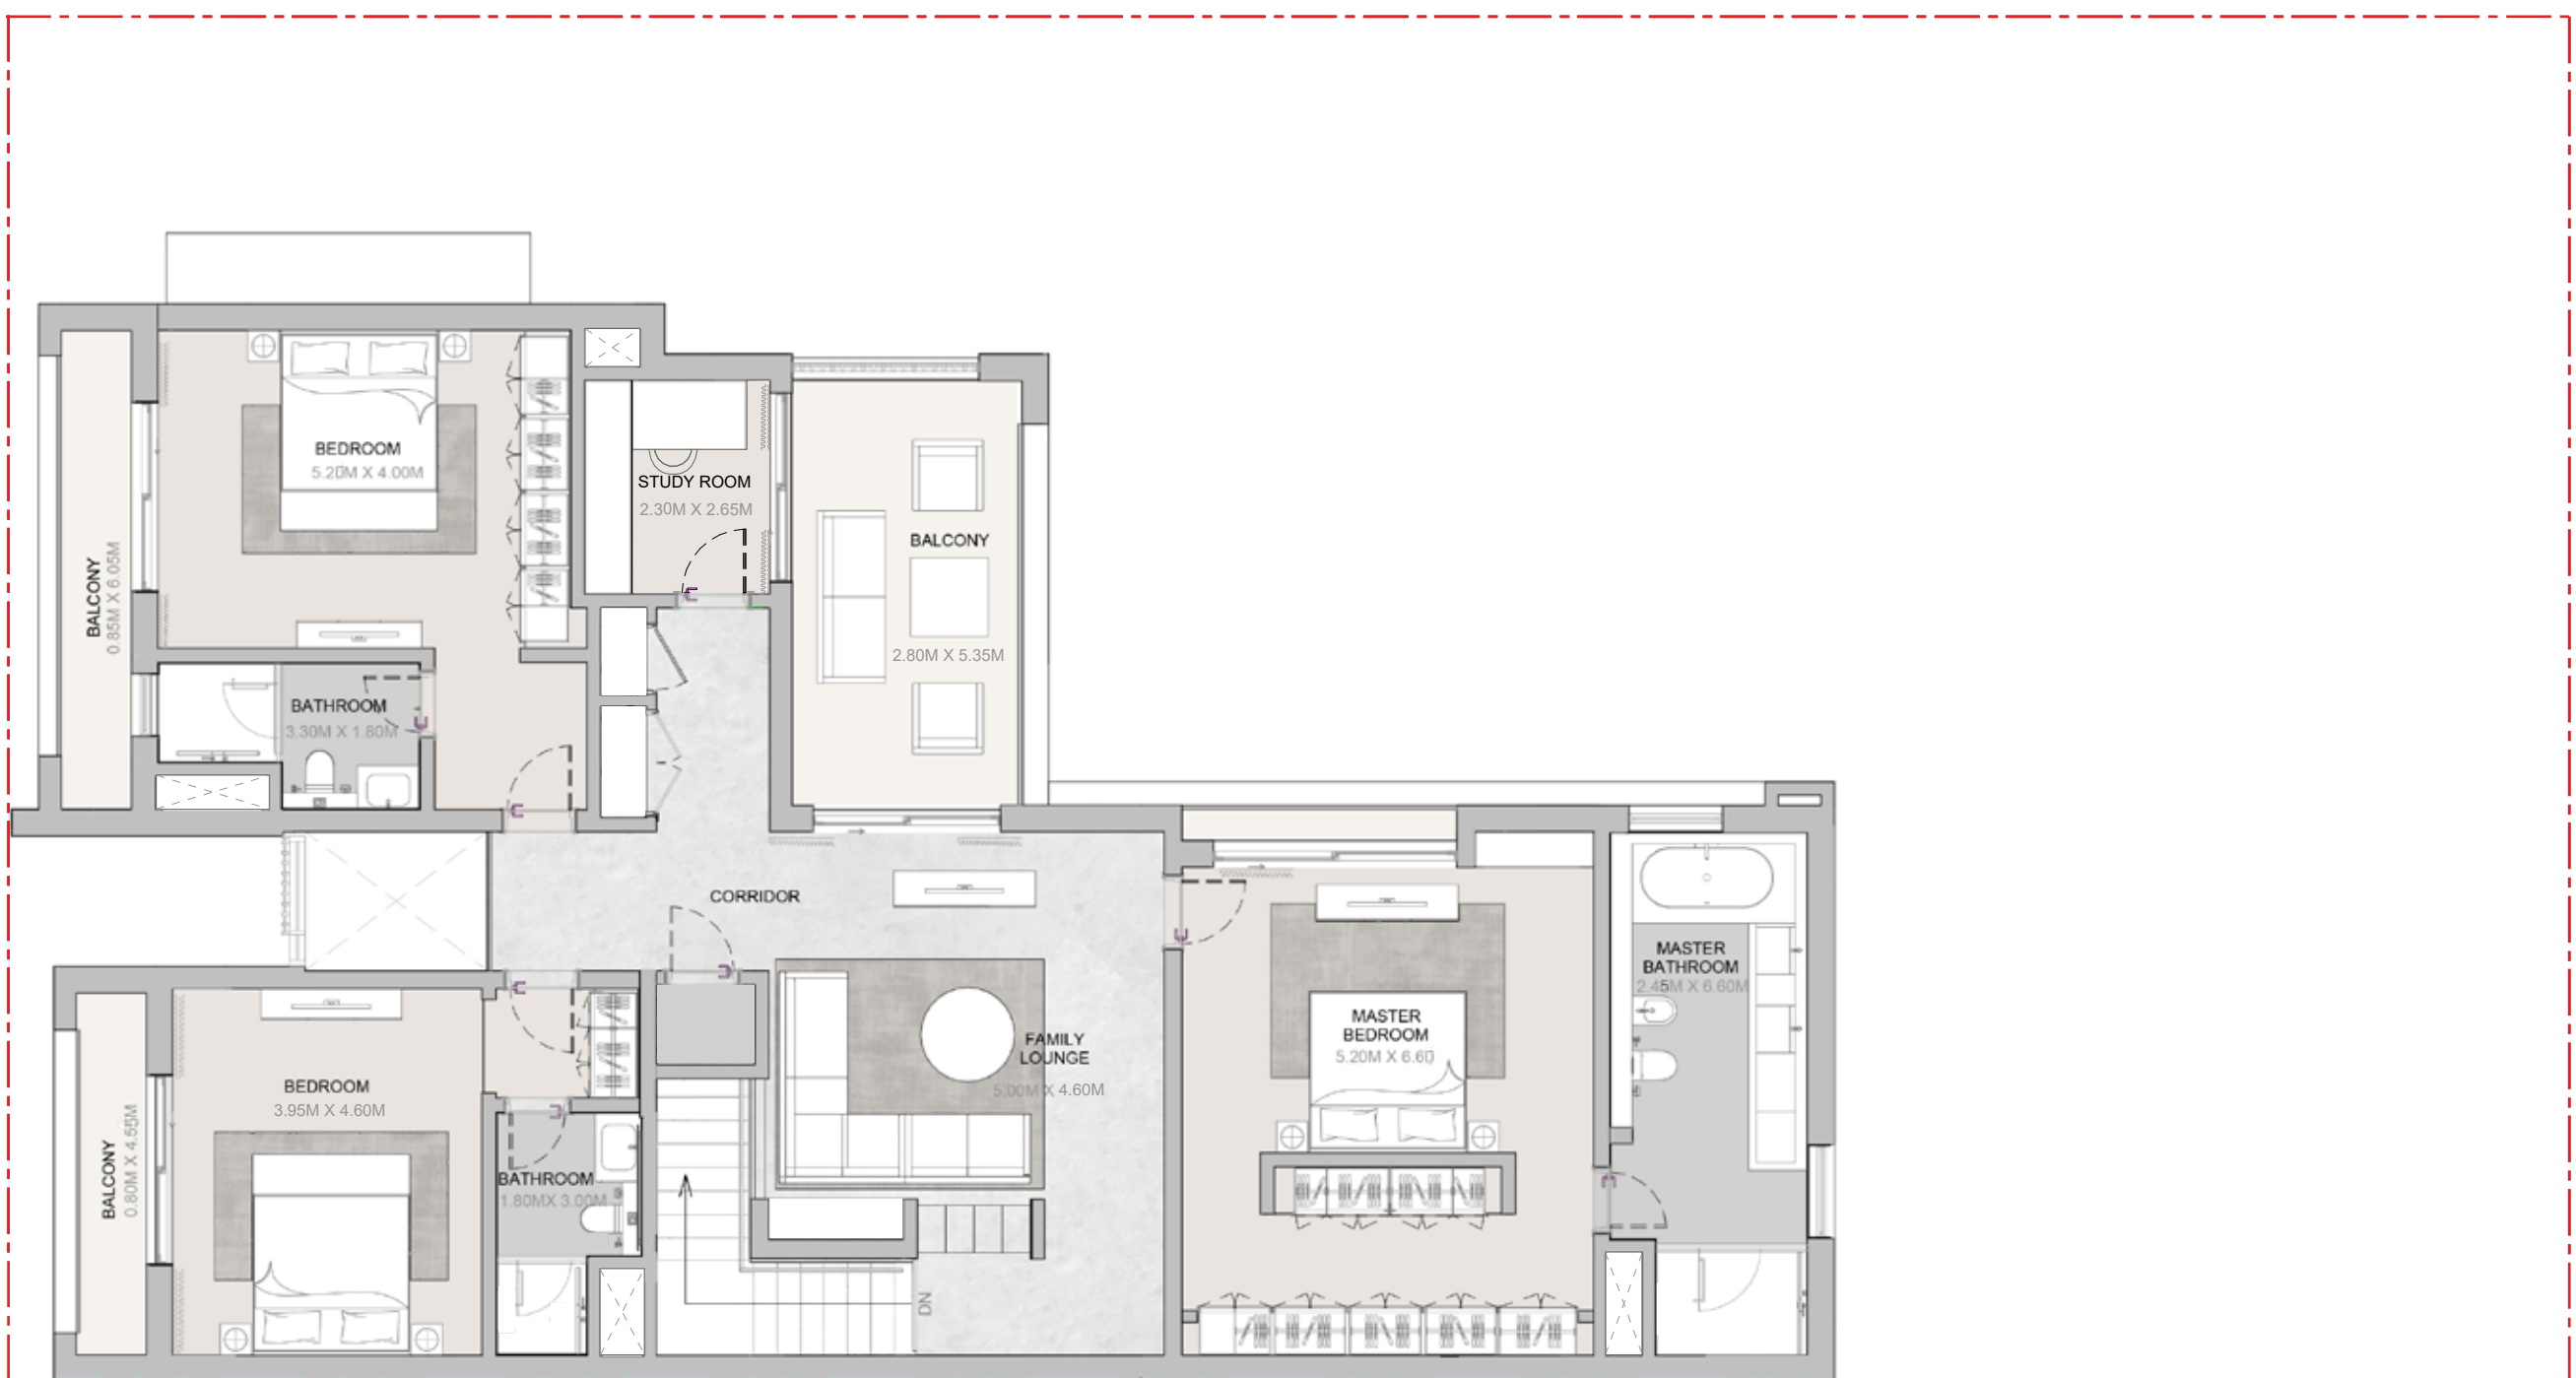 BEDROOM
5.20M X 4.00M
STUDY ROOM
2.30M X 2.65M
BALCONY
2.80M X 5.35M
BALCONY
0.85M X 6.05M
BATHROOM
3.30M X 1.80M
CORRIDOR
MASTER
BATHROOM
2.45M X 6.60M
MASTER
BEDROOM
5.20M X 6.60
FAMILY
LOUNGE
5.00M X 4.60M
BEDROOM
3.95M X 4.60M
BALCONY
0.80M X 4.55M
BATHROOM
1.80MX 3.00M
DN